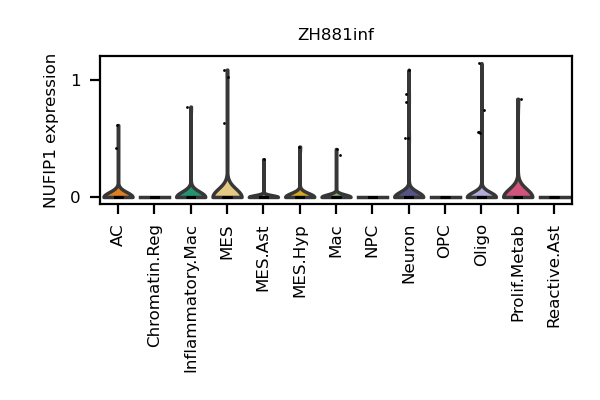 ZH881inf
NUFIP1 expression
1
0
AC
Chromatin.Reg
Inflammatory.Mac
MES
MES.Ast
MES.Hyp
Mac
NPC
Neuron
OPC
Oligo
Prolif.Metab
Reactive.Ast